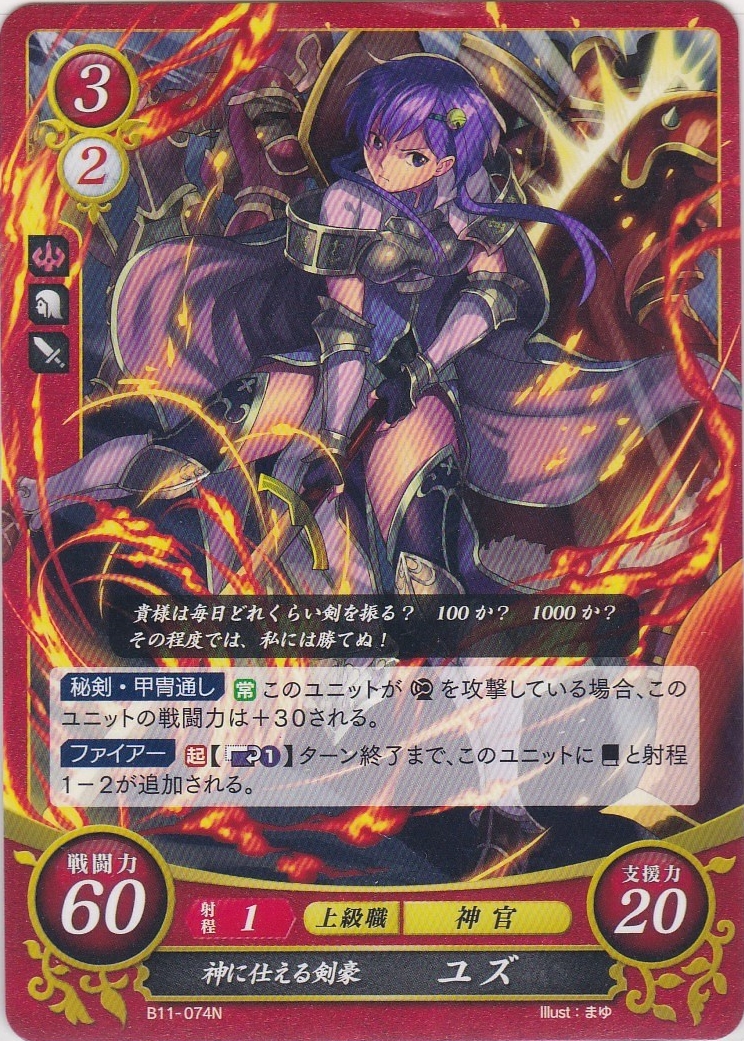 3
2
貴様は毎日どれくらい剣を振る？　100か？　1000か？
その程度では、私には勝てぬ！
秘剣・甲冑通し 常 このユニットが を攻撃している場合、この
ユニットの戦闘力は＋30される。
ファイアー 起【 1】ターン終了まで、このユニットに と射程
1－2が追加される。
戦闘力
60
射程 1
上級職 神官
支援力
20
神に仕える剣豪 ユズ
B11-074N
Illust：まゆ